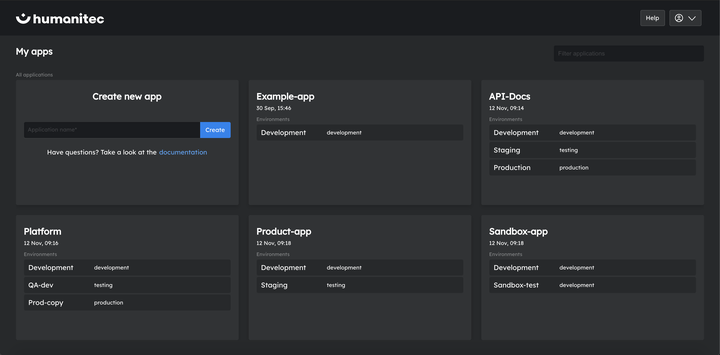 humanitec
Help
My apps
Filter applications
All applications
Create new app
Application name*
Create
Have questions? Take a look at the documentation
Example-app
30 Sep, 15:46
Environments
Development development
API-Docs
12 Nov, 09:14
Environments
Development development
Staging testing
Production production
Platform
12 Nov, 09:16
Environments
Development development
QA-dev testing
Prod-copy production
Product-app
12 Nov, 09:18
Environments
Development development
Staging testing
Sandbox-app
12 Nov, 09:18
Environments
Development development
Sandbox-test development